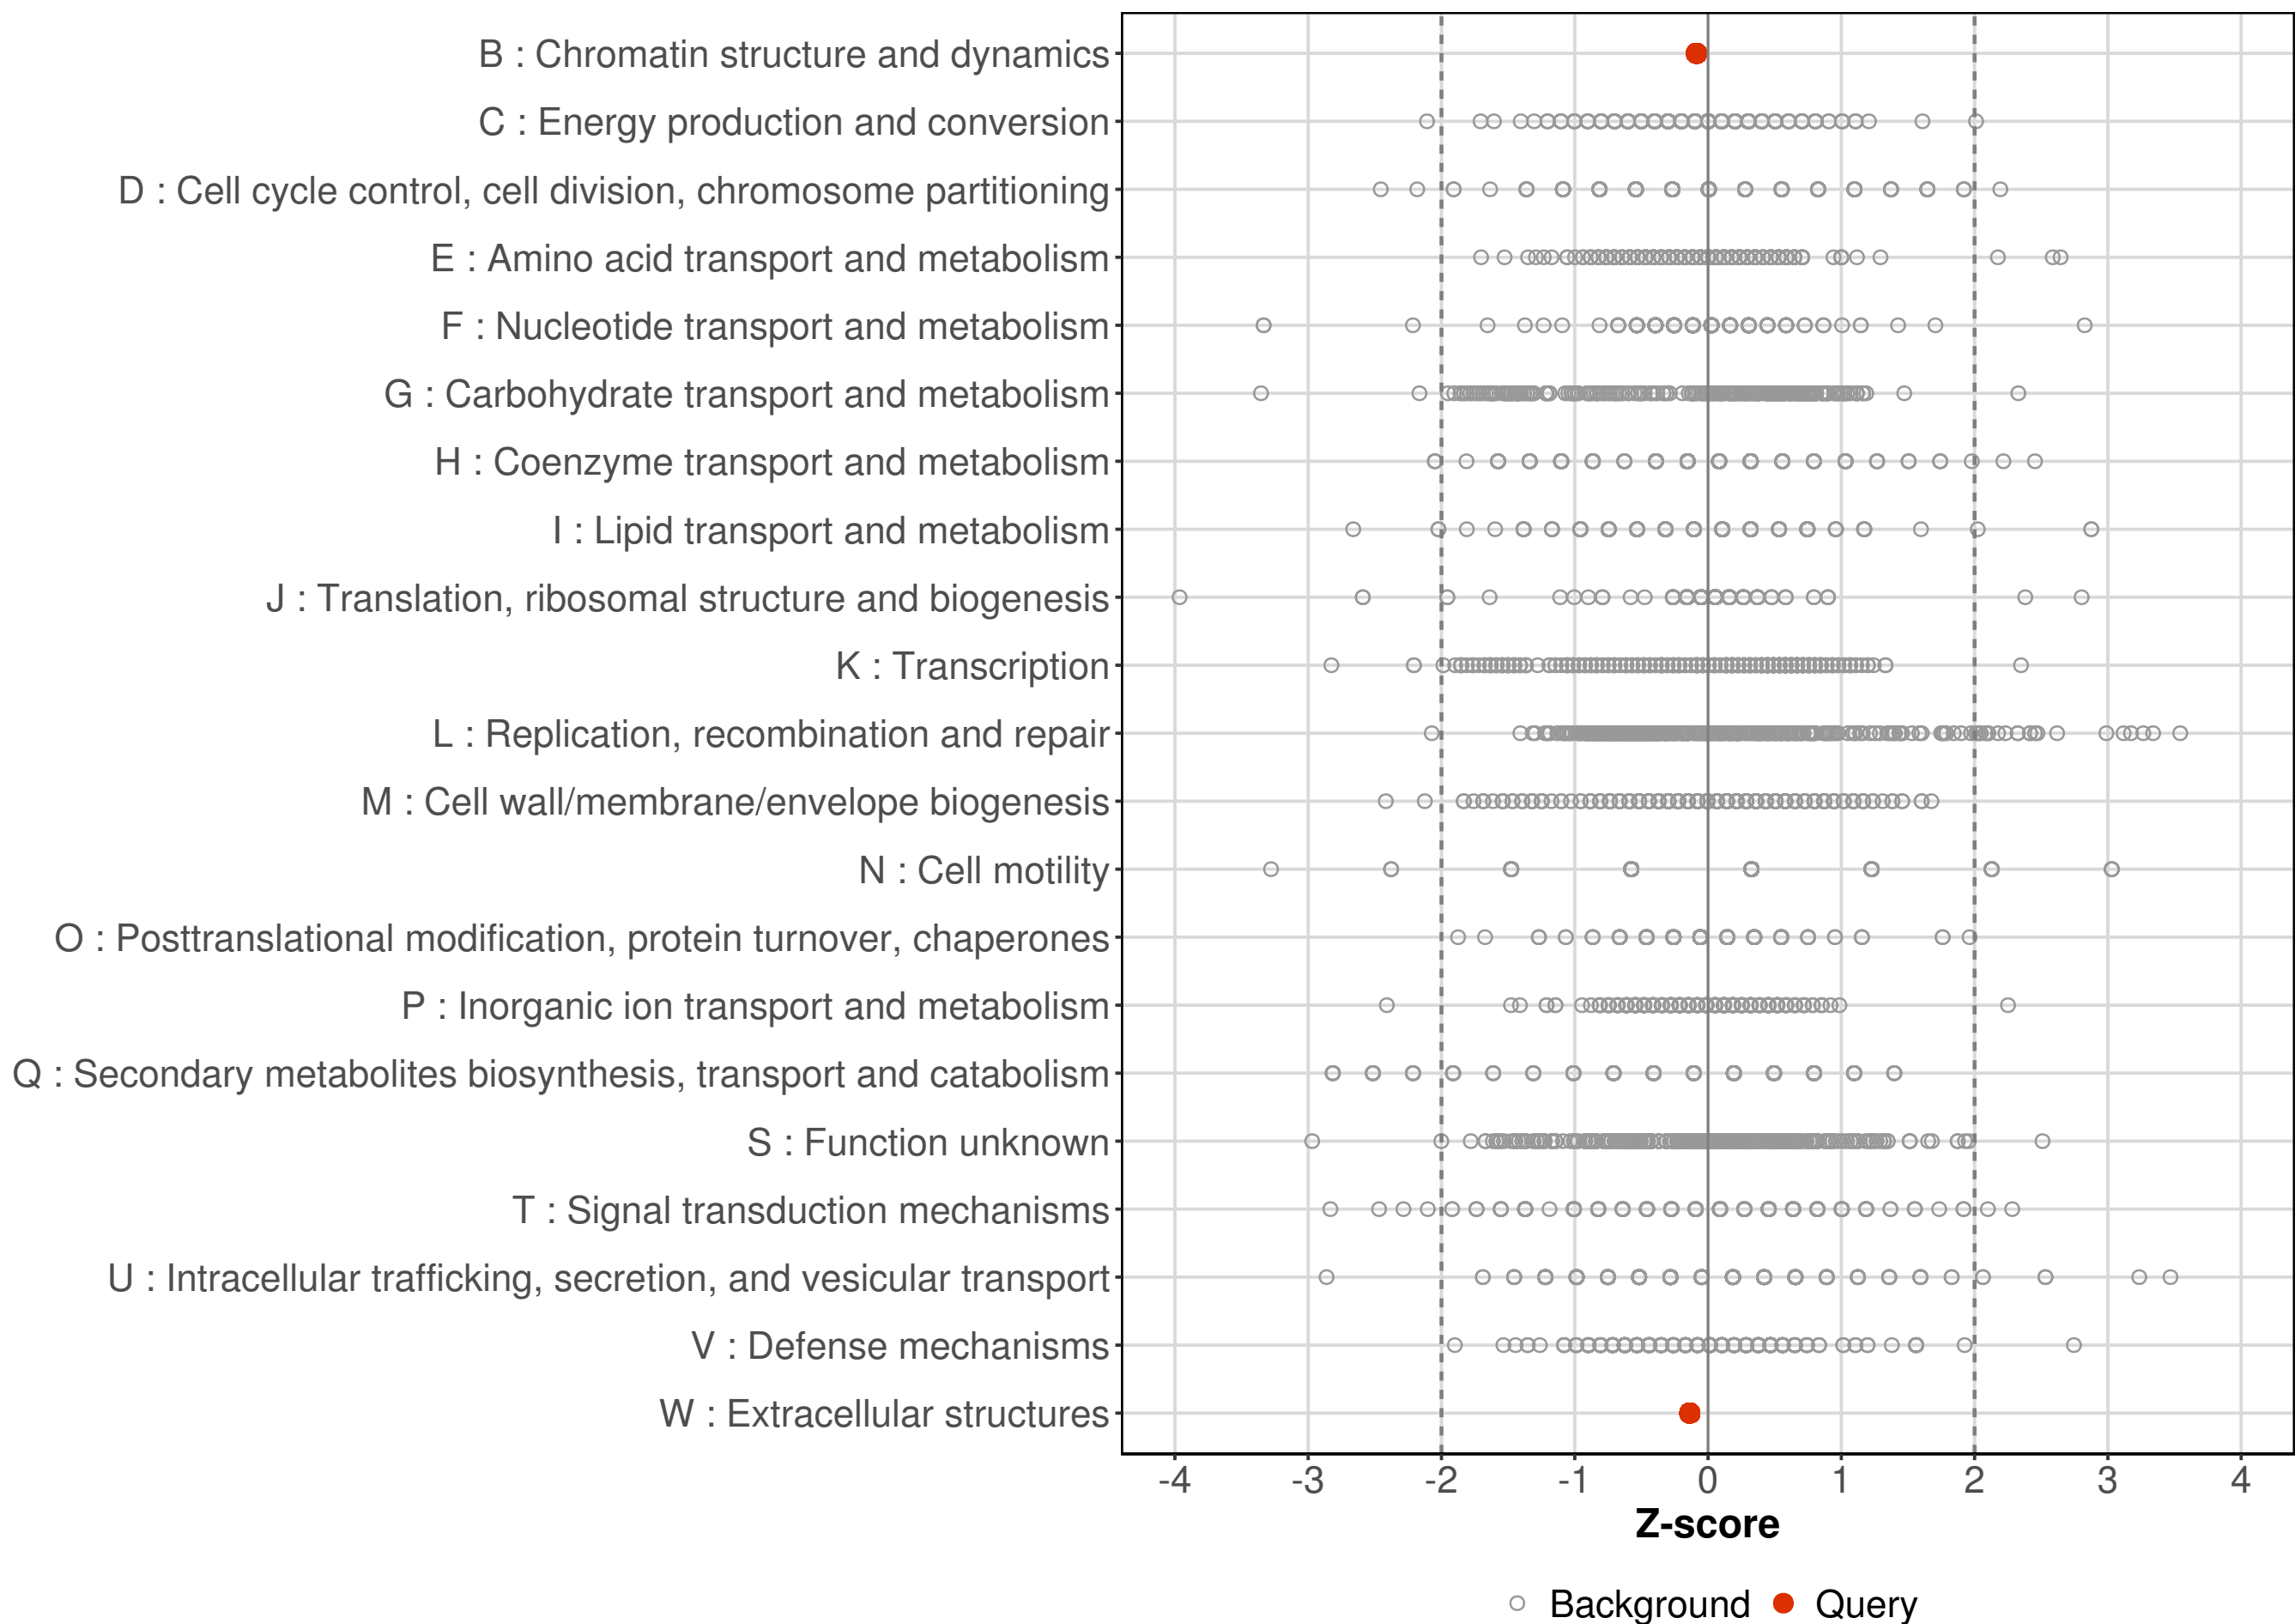 B : Chromatin structure and dynamics
C : Energy production and conversion
D : Cell cycle control, cell division, chromosome partitioning
E : Amino acid transport and metabolism
F : Nucleotide transport and metabolism
G : Carbohydrate transport and metabolism
H : Coenzyme transport and metabolism
I : Lipid transport and metabolism
J : Translation, ribosomal structure and biogenesis
K : Transcription
L : Replication, recombination and repair
M : Cell wall/membrane/envelope biogenesis
N : Cell motility
O : Posttranslational modification, protein turnover, chaperones
P : Inorganic ion transport and metabolism
Q : Secondary metabolites biosynthesis, transport and catabolism
S : Function unknown
T : Signal transduction mechanisms
U : Intracellular trafficking, secretion, and vesicular transport
V : Defense mechanisms
W : Extracellular structures
-4 -3 -2 -1 0 1 2 3 4
Z-score
Background Query